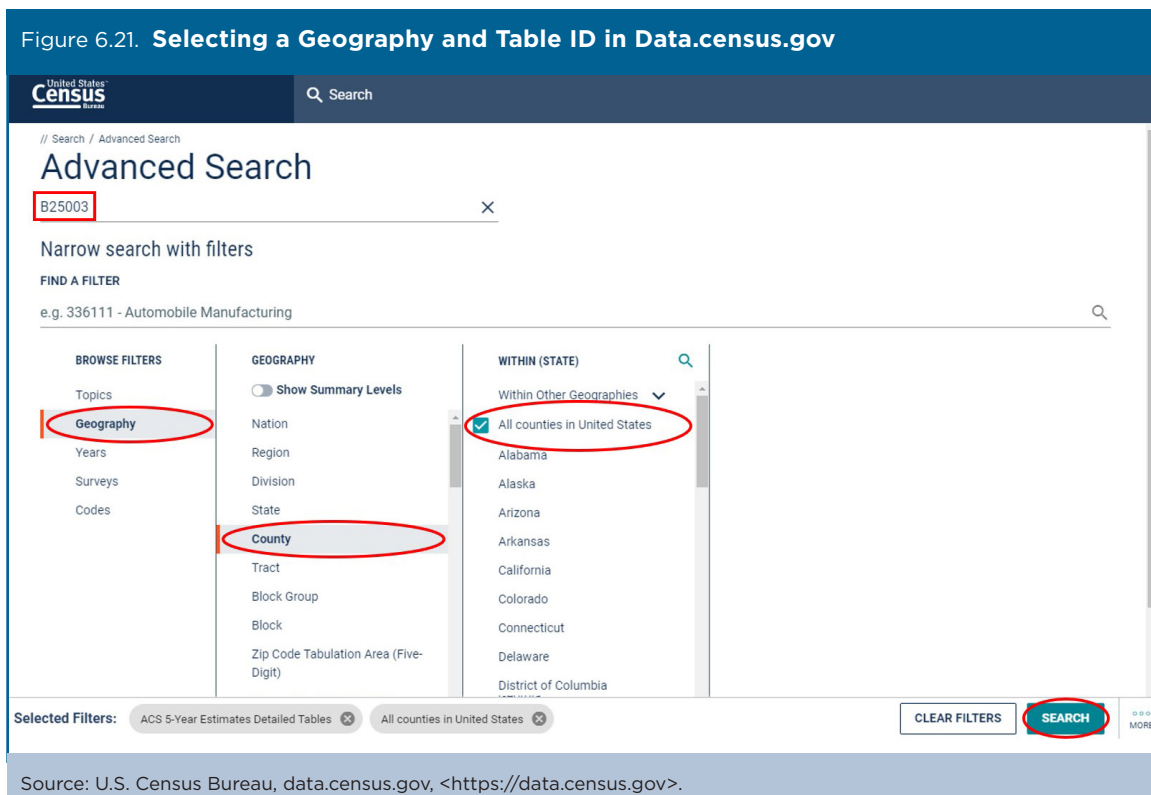 Figure 6.21. Selecting a Geography and Table ID in Data.census.gov
United States
Census
Bureau
Search
// Search / Advanced Search
Advanced Search
B25003
Narrow search with filters
FIND A FILTER
e.g. 336111 - Automobile Manufacturing
BROWSE FILTERS
Topics
Geography
Years
Surveys
Codes
GEOGRAPHY
Show Summary Levels
Nation
Region
Division
State
County
Tract
Block Group
Block
Zip Code Tabulation Area (Five-
Digit)
WITHIN (STATE)
Within Other Geographies
All counties in United States
Alabama
Alaska
Arizona
Arkansas
California
Colorado
Connecticut
Delaware
District of Columbia
Selected Filters:
ACS 5-Year Estimates Detailed Tables
All counties in United States
CLEAR FILTERS
SEARCH
MORE
Source: U.S. Census Bureau, data.census.gov, <https://data.census.gov>.